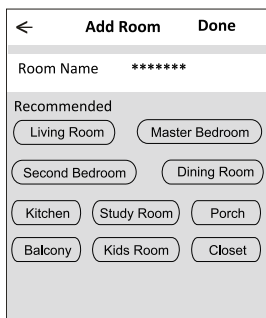 ← Add Room Done
Room Name *******
Recommended
Living Room Master Bedroom
Second Bedroom Dining Room
Kitchen Study Room Porch
Balcony Kids Room Closet